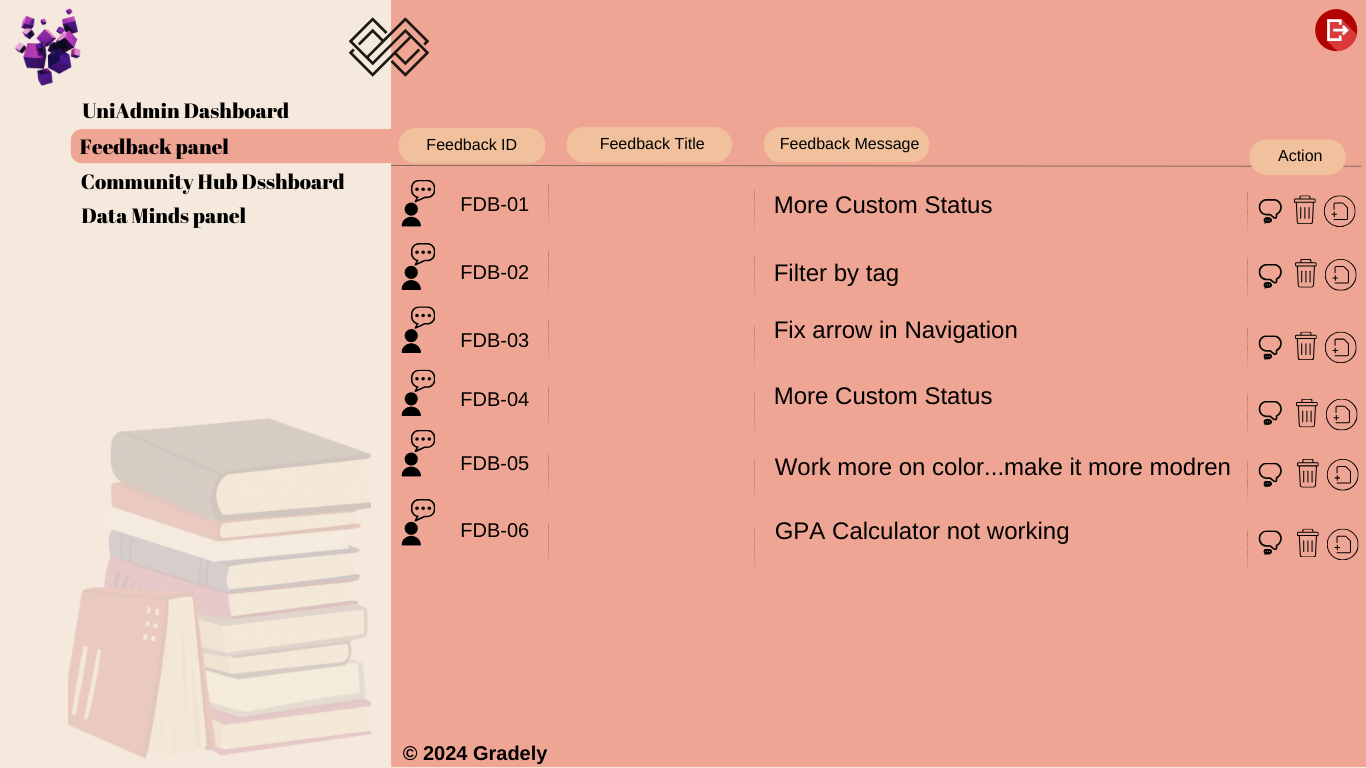 UniAdmin Dashboard
Feedback panel
Community Hub Dsshboard
Data Minds panel
Feedback ID
Feedback Title
Feedback Message
Action
FDB-01
More Custom Status
FDB-02
Filter by tag
FDB-03
Fix arrow in Navigation
FDB-04
More Custom Status
FDB-05
Work more on color...make it more modren
FDB-06
GPA Calculator not working
© 2024 Gradely